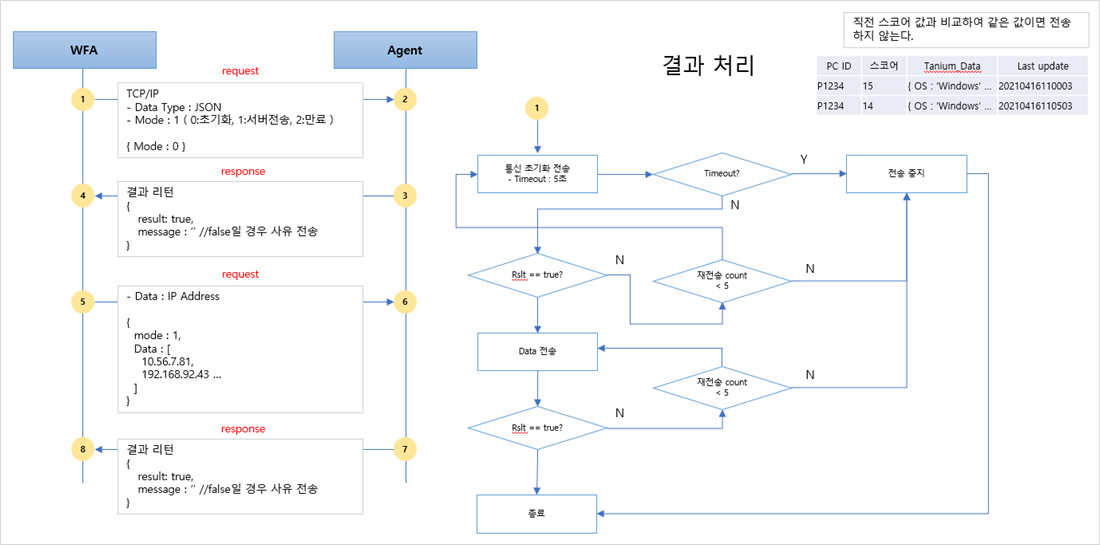 직전 스코어 값과 비교하여 같은 값이면 전송
하지 않는다.
WFA
Agent
결과 처리
PC ID 스코어 Tanium_Data Last update
P1234 15 { OS : 'Windows' ... 20210416110003
P1234 14 { OS : 'Windows' ... 20210416110503
request
1
2
TCP/IP
- Data Type : JSON
- Mode : 1 ( 0:초기화, 1:서버전송, 2:만료 )
{ Mode : 0 }
response
4
3
결과 리턴
{
result: true,
message : '' //false일 경우 사유 전송
}
request
5
6
- Data : IP Address
{
mode : 1,
Data : [
10.56.7.81,
192.168.92.43 ...
]
}
response
8
7
결과 리턴
{
result: true,
message : '' //false일 경우 사유 전송
}
1
통신 초기화 전송
- Timeout : 5초
Timeout?
Y
전송 중지
N
Rslt == true?
N
재전송 count
< 5
N
Data 전송
재전송 count
< 5
N
Rslt == true?
N
종료